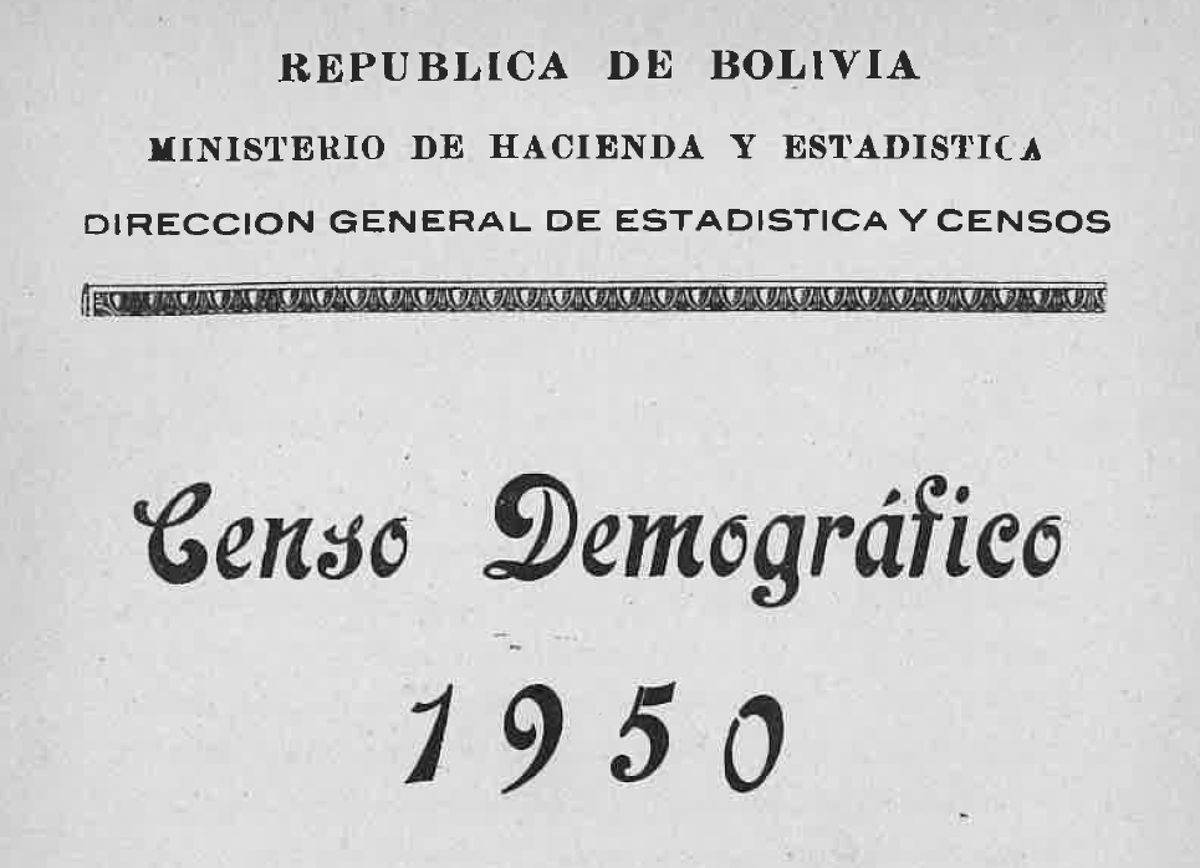 REPUBLICA DE BOLIVIA
MINISTERIO DE HACIENDA Y ESTADISTICA
DIRECCION GENERAL DE ESTADISTICA Y CENSOS
Censo Demográfico
1950